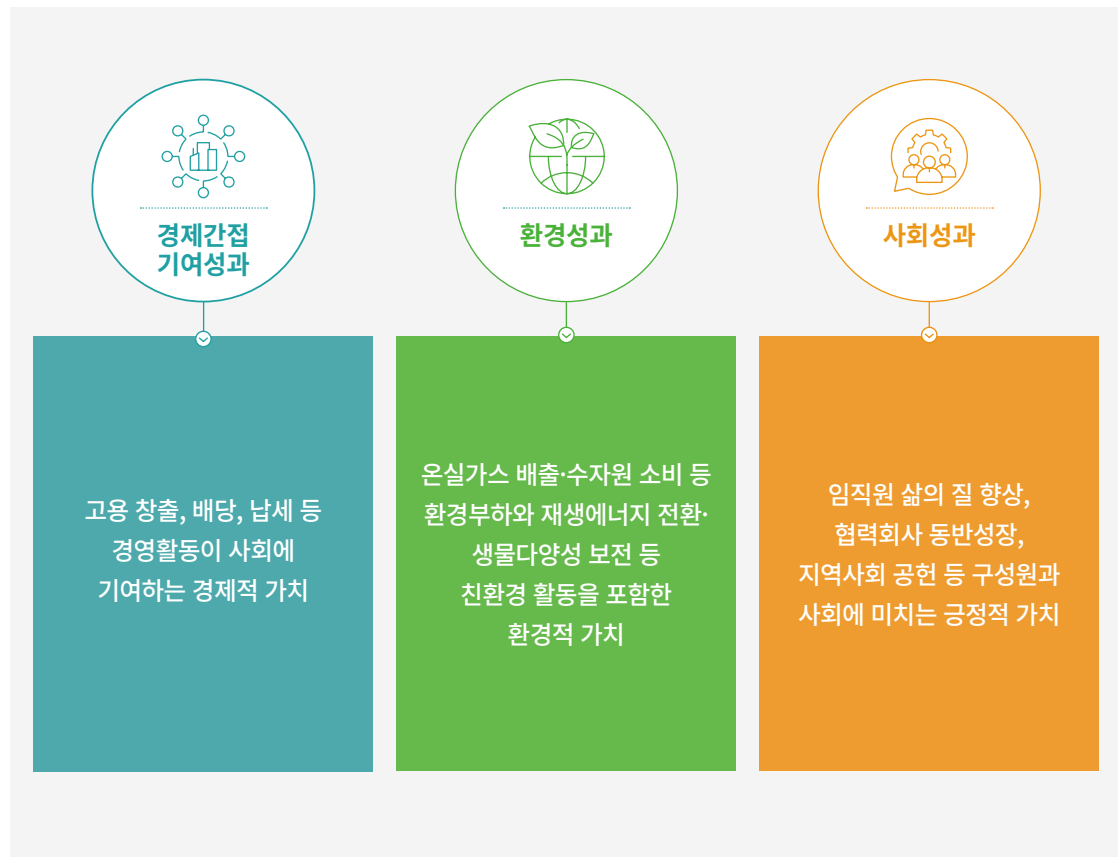 경제간접
기여성과
고용 창출, 배당, 납세 등
경영활동이 사회에
기여하는 경제적 가치
환경성과
온실가스 배출·수자원 소비 등
환경부하와 재생에너지 전환·
생물다양성 보전 등
친환경 활동을 포함한
환경적 가치
사회성과
임직원 삶의 질 향상,
협력회사 동반성장,
지역사회 공헌 등 구성원과
사회에 미치는 긍정적 가치